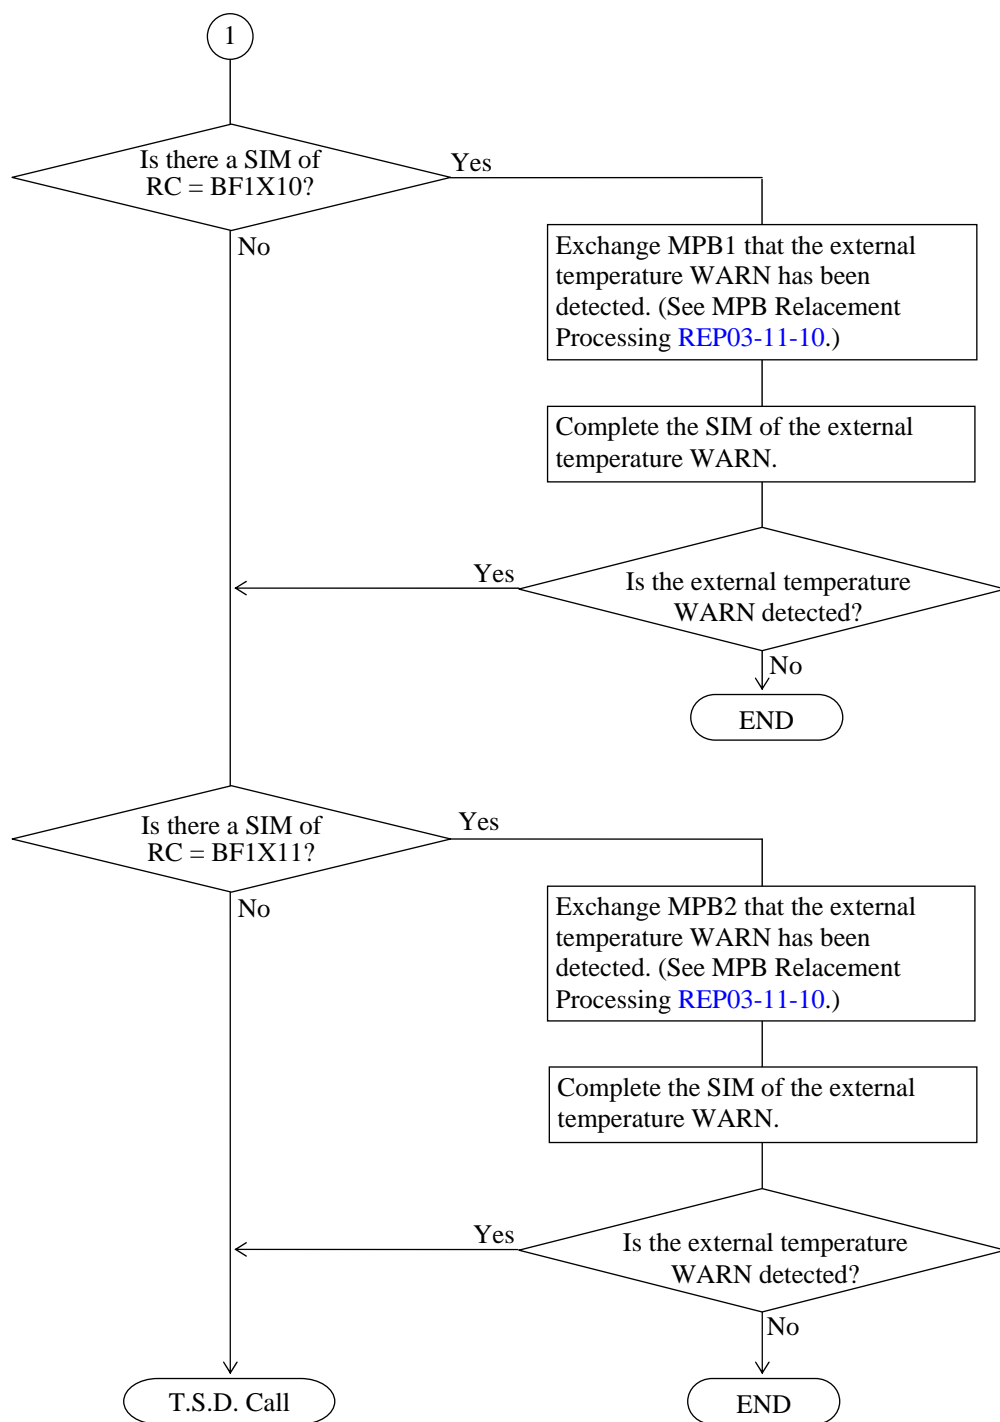 1
Is there a SIM of
RC = BF1X10?
Yes
No
Exchange MPB1 that the external
temperature WARN has been
detected. (See MPB Relacement
Processing REP03-11-10.)
Complete the SIM of the external
temperature WARN.
Yes
Is the external temperature
WARN detected?
No
END
Is there a SIM of
RC = BF1X11?
Yes
No
Exchange MPB2 that the external
temperature WARN has been
detected. (See MPB Relacement
Processing REP03-11-10.)
Complete the SIM of the external
temperature WARN.
Yes
Is the external temperature
WARN detected?
No
T.S.D. Call
END